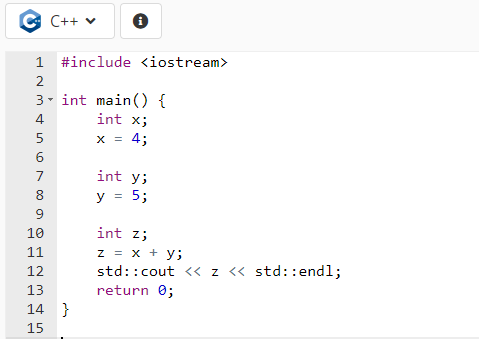 C++
1 #include <iostream>
2
3 int main() {
4     int x;
5     x = 4;
6
7     int y;
8     y = 5;
9
10     int z;
11     z = x + y;
12     std::cout << z << std::endl;
13     return 0;
14 }
15